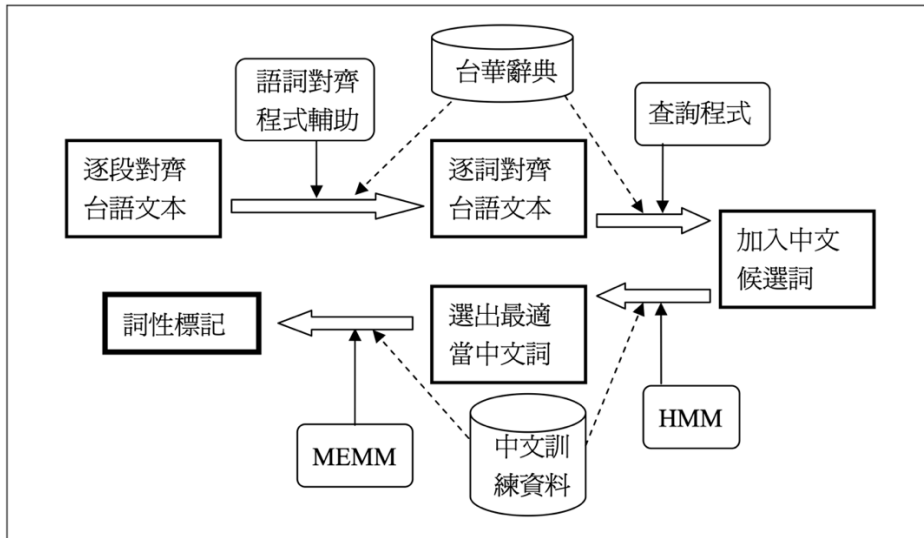 台華辭典
語詞對齊
程式輔助
查詢程式
逐段對齊
台語文本
逐詞對齊
台語文本
加入中文
候選詞
選出最適
當中文詞
詞性標記
MEMM
中文訓
練資料
HMM